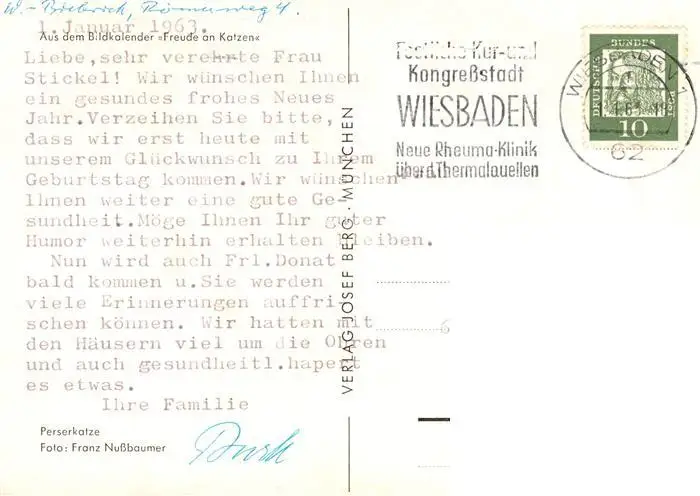 W.-Biebrich, Römerweg 4.
1.Januar 1963.
Aus dem Bildkalender »Freude an Katzen«
Liebe,sehr verehrte Frau
Stickel! Wir wünschen Ihnen
ein gesundes frohes Neues
Jahr.Verzeihen Sie bitte,
dass wir erst heute mit
unserem Glückwunsch zu Ihrem
Geburtstag kommen.Wir wünschen
Ihnen weiter eine gute Ge-
sundheit.Möge Ihnen Ihr guter
Humor weiterhin erhalten bleiben.
Nun wird auch Frl.Donat
bald kommen u.Sie werden
viele Erinnerungen auffri-
schen können. Wir hatten mit
den Häusern viel um die Ohren
und auch gesundheitl.hapert
es etwas.
Ihre Familie
Perserkatze
Foto: Franz Nußbaumer
VERLAG JOSEF BERG · MÜNCHEN
Festliche Kur-und
Kongreßstadt
WIESBADEN
Neue Rheuma-Klinik
über d.Thermalquellen
WIESBADEN 1
62
DEUTSCHE BUNDESPOST
10
6